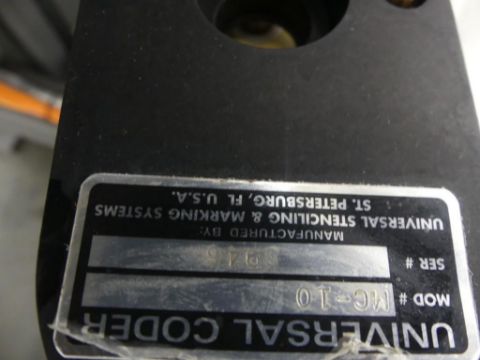 UNIVERSAL CODER
MOD # MC-10
SER #
MANUFACTURED BY:
UNIVERSAL STENCILING & MARKING SYSTEMS
ST. PETERSBURG, FL U.S.A.